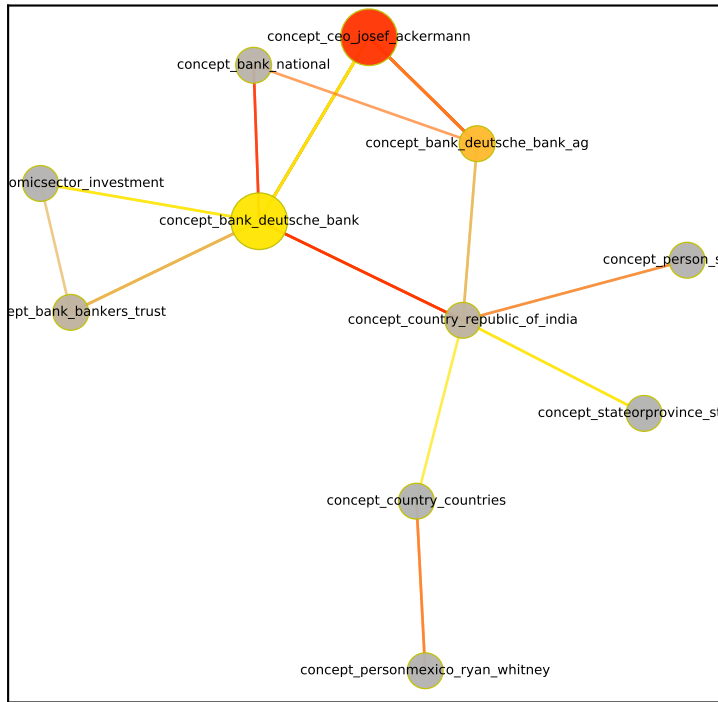 concept_ceo_josef_ackermann
concept_bank_national
concept_bank_deutsche_bank_ag
omicsector_investment
concept_bank_deutsche_bank
concept_person_s
ept_bank_bankers_trust
concept_country_republic_of_india
concept_stateorprovince_st
concept_country_countries
concept_personmexico_ryan_whitney